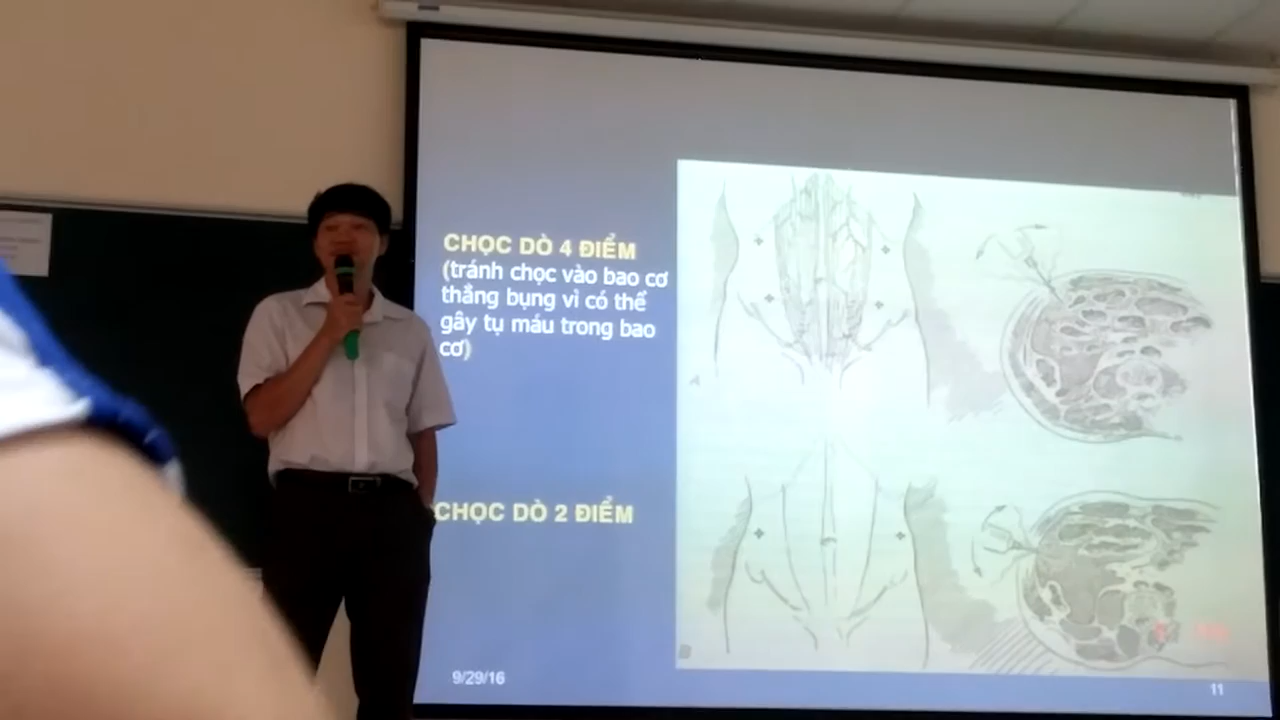 CHỌC DÒ 4 ĐIỂM
(tránh chọc vào bao cơ
thẳng bụng vì có thể
gây tụ máu trong bao
cơ)
CHỌC DÒ 2 ĐIỂM
9/29/16
11